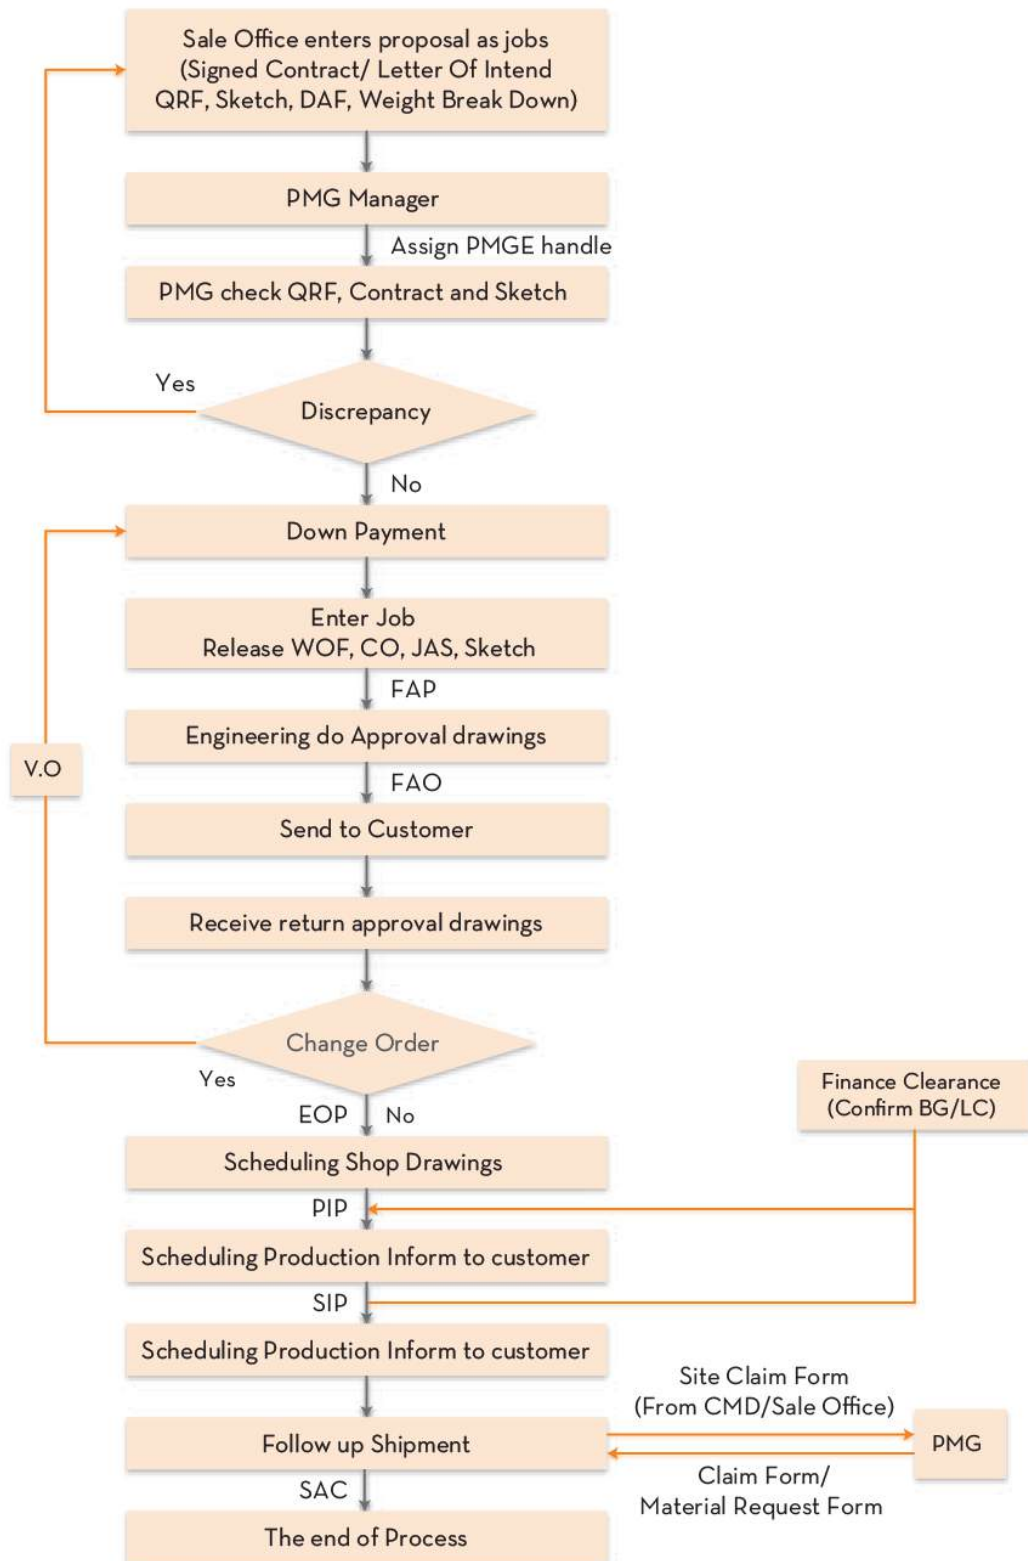 Sale Office enters proposal as jobs
(Signed Contract/ Letter Of Intend
QRF, Sketch, DAF, Weight Break Down)
PMG Manager
Assign PMGE handle
PMG check QRF, Contract and Sketch
Yes
Discrepancy
No
Down Payment
Enter Job
Release WOF, CO, JAS, Sketch
FAP
Engineering do Approval drawings
V.O
FAO
Send to Customer
Receive return approval drawings
Change Order
Yes
EOP
No
Finance Clearance
(Confirm BG/LC)
Scheduling Shop Drawings
PIP
Scheduling Production Inform to customer
SIP
Scheduling Production Inform to customer
Site Claim Form
(From CMD/Sale Office)
Follow up Shipment
PMG
Claim Form/
Material Request Form
SAC
The end of Process